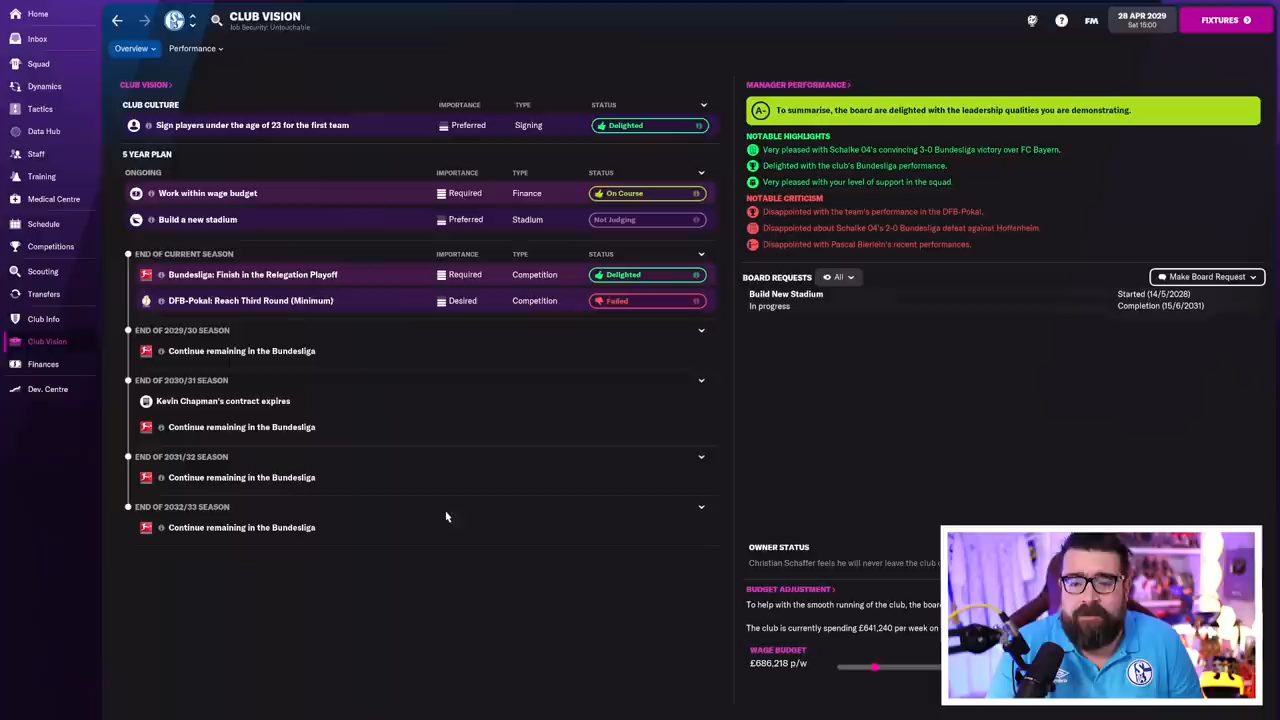 Home
Inbox
Squad
Dynamics
Tactics
Data Hub
Staff
Training
Medical Centre
Schedule
Competitions
Scouting
Transfers
Club Info
Club Vision
Finances
Dev. Centre
CLUB VISION
Job Security: Untouchable
FM
28 APR 2029
Sat 15:00
FIXTURES
Overview
Performance
CLUB VISION >
CLUB CULTURE IMPORTANCE TYPE STATUS
Sign players under the age of 23 for the first team Preferred Signing Delighted
5 YEAR PLAN
ONGOING IMPORTANCE TYPE STATUS
Work within wage budget Required Finance On Course
Build a new stadium Preferred Stadium Not Judging
END OF CURRENT SEASON IMPORTANCE TYPE STATUS
Bundesliga: Finish in the Relegation Playoff Required Competition Delighted
DFB-Pokal: Reach Third Round (Minimum) Desired Competition Failed
END OF 2029/30 SEASON
Continue remaining in the Bundesliga
END OF 2030/31 SEASON
Kevin Chapman's contract expires
Continue remaining in the Bundesliga
END OF 2031/32 SEASON
Continue remaining in the Bundesliga
END OF 2032/33 SEASON
Continue remaining in the Bundesliga
MANAGER PERFORMANCE >
A- To summarise, the board are delighted with the leadership qualities you are demonstrating.
NOTABLE HIGHLIGHTS
Very pleased with Schalke 04's convincing 3-0 Bundesliga victory over FC Bayern.
Delighted with the club's Bundesliga performance.
Very pleased with your level of support in the squad
NOTABLE CRITICISM
Disappointed with the team's performance in the DFB-Pokal.
Disappointed about Schalke 04's 2-0 Bundesliga defeat against Hoffenheim
Disappointed with Pascal Bierlein's recent performances.
BOARD REQUESTS All Make Board Request
Build New Stadium Started (14/5/2028)
In progress Completion (15/6/2031)
OWNER STATUS
Christian Schaffer feels he will never leave the club
BUDGET ADJUSTMENT >
To help with the smooth running of the club, the boar
The club is currently spending £641,240 per week on
WAGE BUDGET
£686,218 p/w